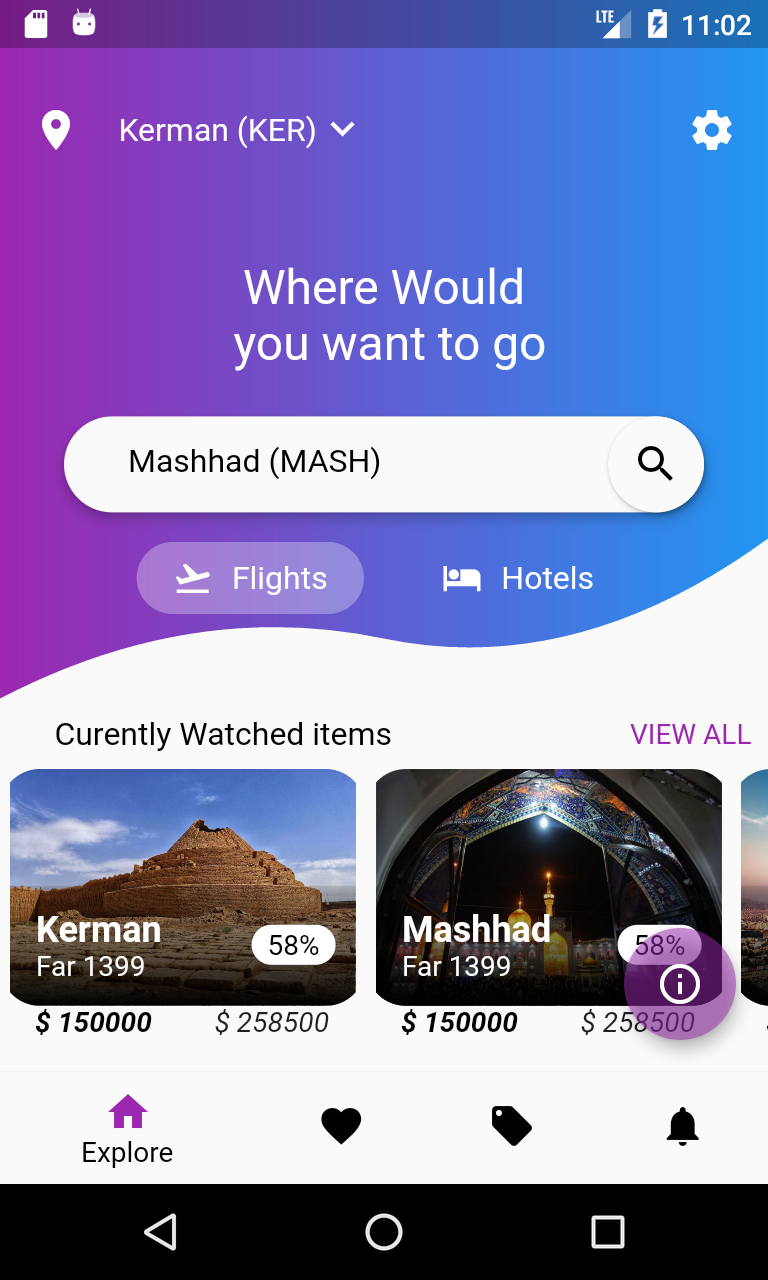 LTE 11:02
Kerman (KER)
Where Would
you want to go
Mashhad (MASH)
Flights Hotels
Curently Watched items VIEW ALL
Kerman
Far 1399
58%
$ 150000 $ 258500
Mashhad
Far 1399
58%
$ 150000 $ 258500
Explore